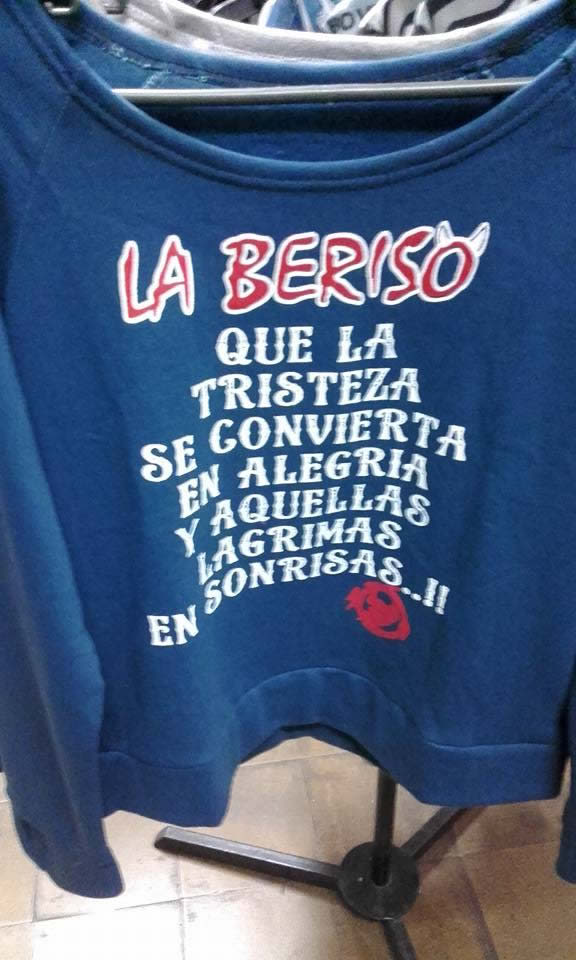 LA BERISO
QUE LA
TRISTEZA
SE CONVIERTA
EN ALEGRIA
Y AQUELLAS
LAGRIMAS
EN SONRISAS..!!